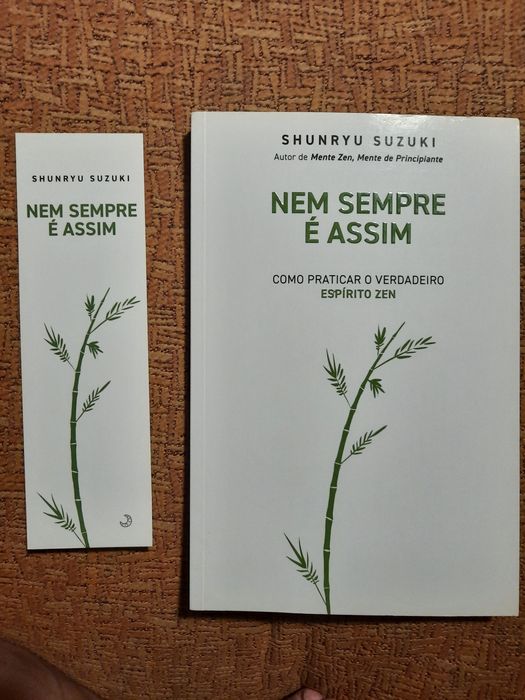 SHUNRYU SUZUKI
NEM SEMPRE
É ASSIM
SHUNRYU SUZUKI
Autor de Mente Zen, Mente de Principiante
NEM SEMPRE
É ASSIM
COMO PRATICAR O VERDADEIRO
ESPÍRITO ZEN